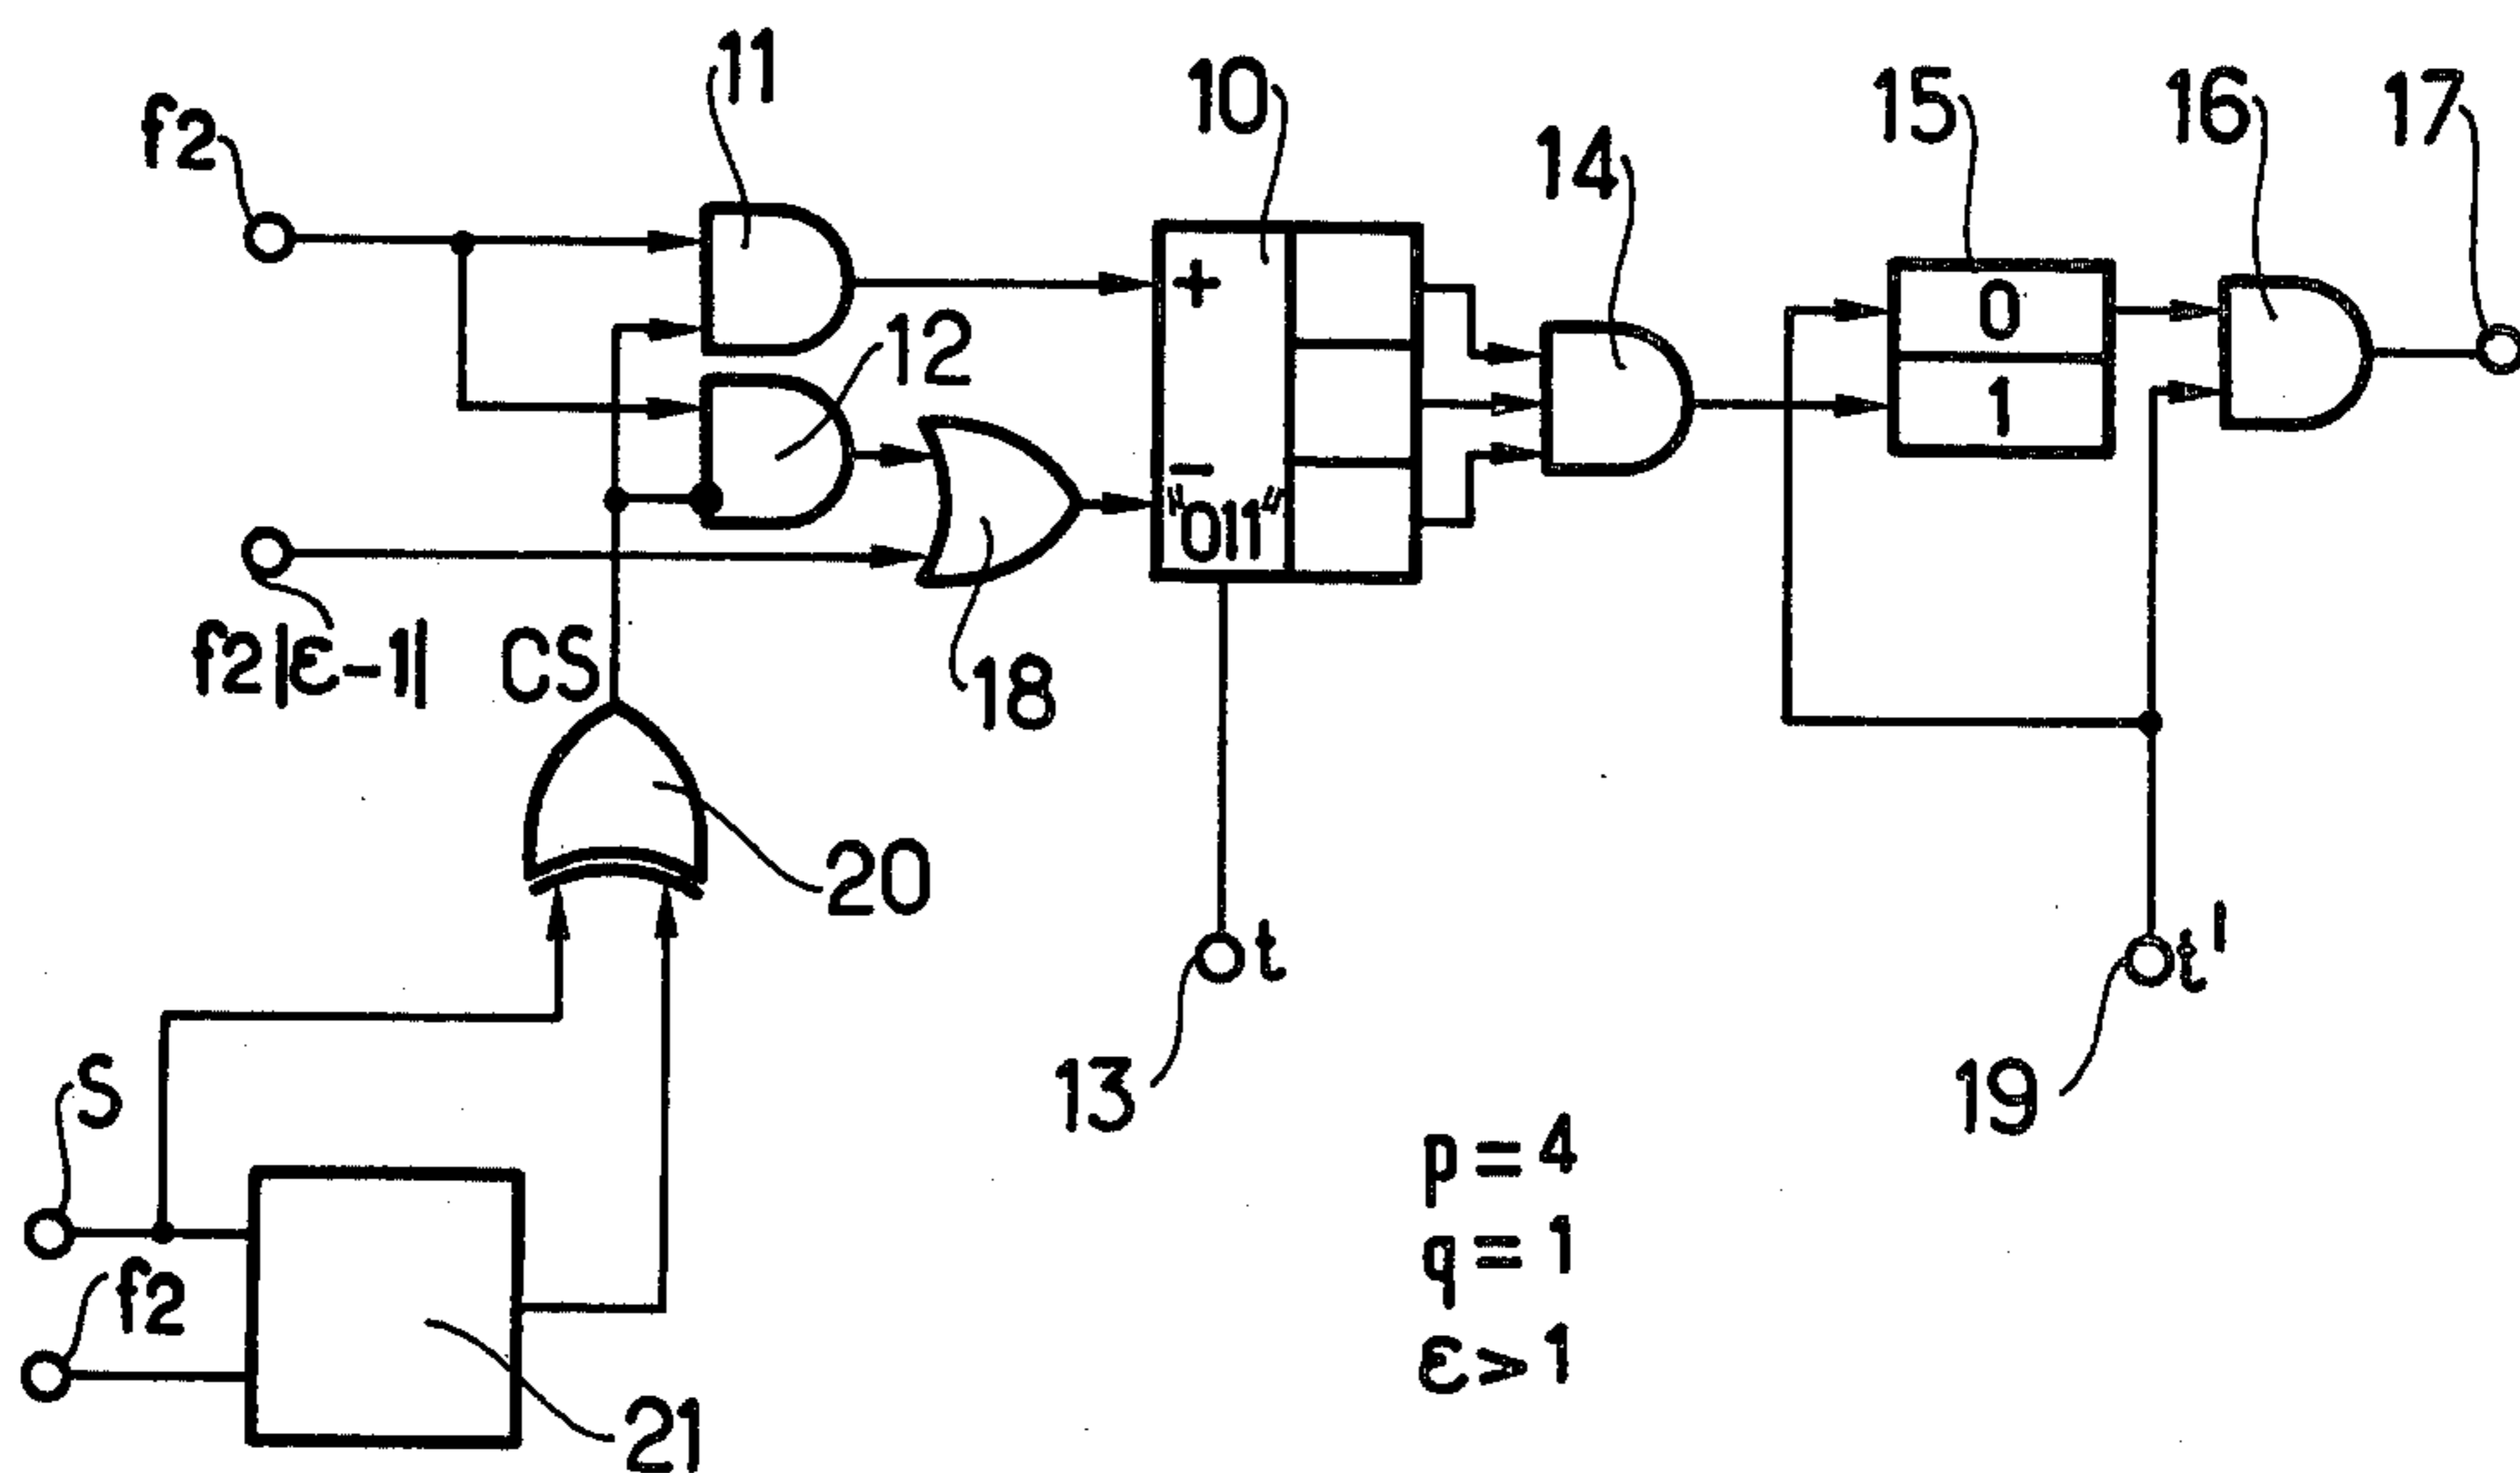 11
10
15
16
17
f2
14
+
0
12
1
−
"011"
f2|ε-1|
CS
18
20
t
t'
S
13
19
p = 4
f2
q = 1
ε > 1
21